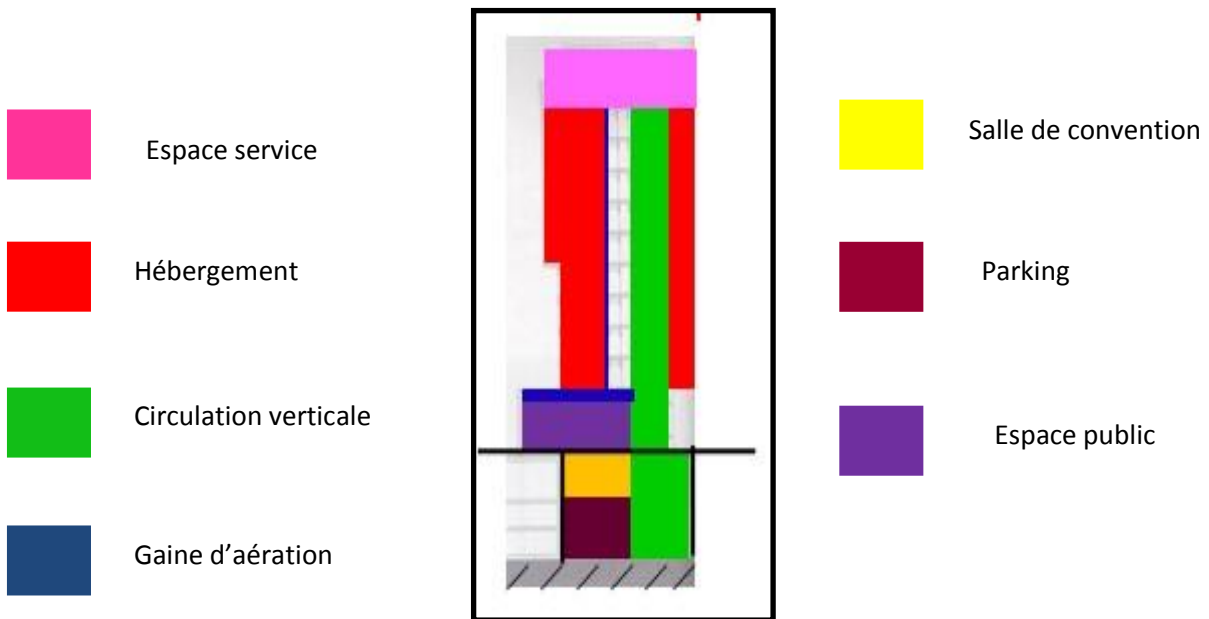 Espace service
Hébergement
Circulation verticale
Gaine d’aération
Salle de convention
Parking
Espace public